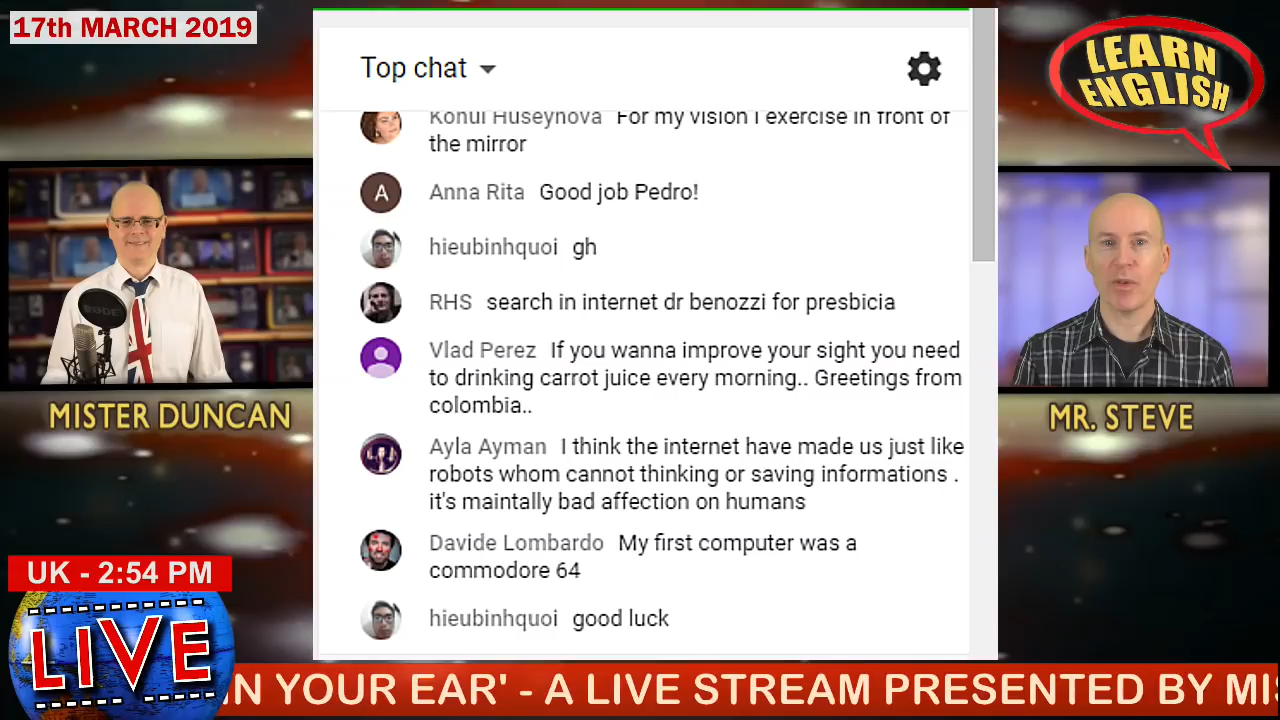 17th MARCH 2019
LEARN
ENGLISH
Top chat
Konul Huseynova For my vision I exercise in front of
the mirror
A
Anna Rita Good job Pedro!
hieubinhquoi gh
RHS search in internet dr benozzi for presbicia
Vlad Perez If you wanna improve your sight you need
to drinking carrot juice every morning.. Greetings from
colombia..
Ayla Ayman I think the internet have made us just like
robots whom cannot thinking or saving informations .
it's maintally bad affection on humans
Davide Lombardo My first computer was a
commodore 64
hieubinhquoi good luck
RODE
MISTER DUNCAN
MR. STEVE
UK - 2:54 PM
LIVE
IN YOUR EAR' - A LIVE STREAM PRESENTED BY MIS